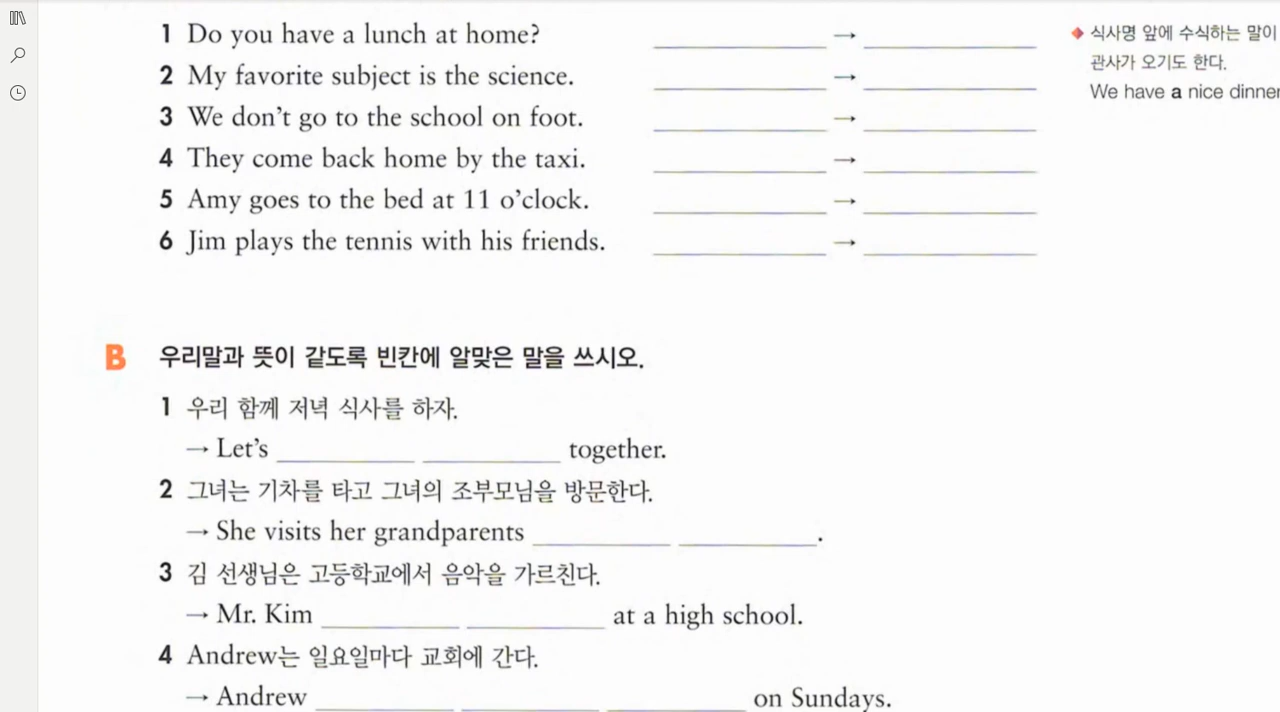 1 Do you have a lunch at home? →
2 My favorite subject is the science. →
3 We don't go to the school on foot. →
4 They come back home by the taxi. →
5 Amy goes to the bed at 11 o'clock. →
6 Jim plays the tennis with his friends. →
◆ 식사명 앞에 수식하는 말이
관사가 오기도 한다.
We have a nice dinner
B 우리말과 뜻이 같도록 빈칸에 알맞은 말을 쓰시오.
1 우리 함께 저녁 식사를 하자.
→ Let's together.
2 그녀는 기차를 타고 그녀의 조부모님을 방문한다.
→ She visits her grandparents .
3 김 선생님은 고등학교에서 음악을 가르친다.
→ Mr. Kim at a high school.
4 Andrew는 일요일마다 교회에 간다.
→ Andrew on Sundays.